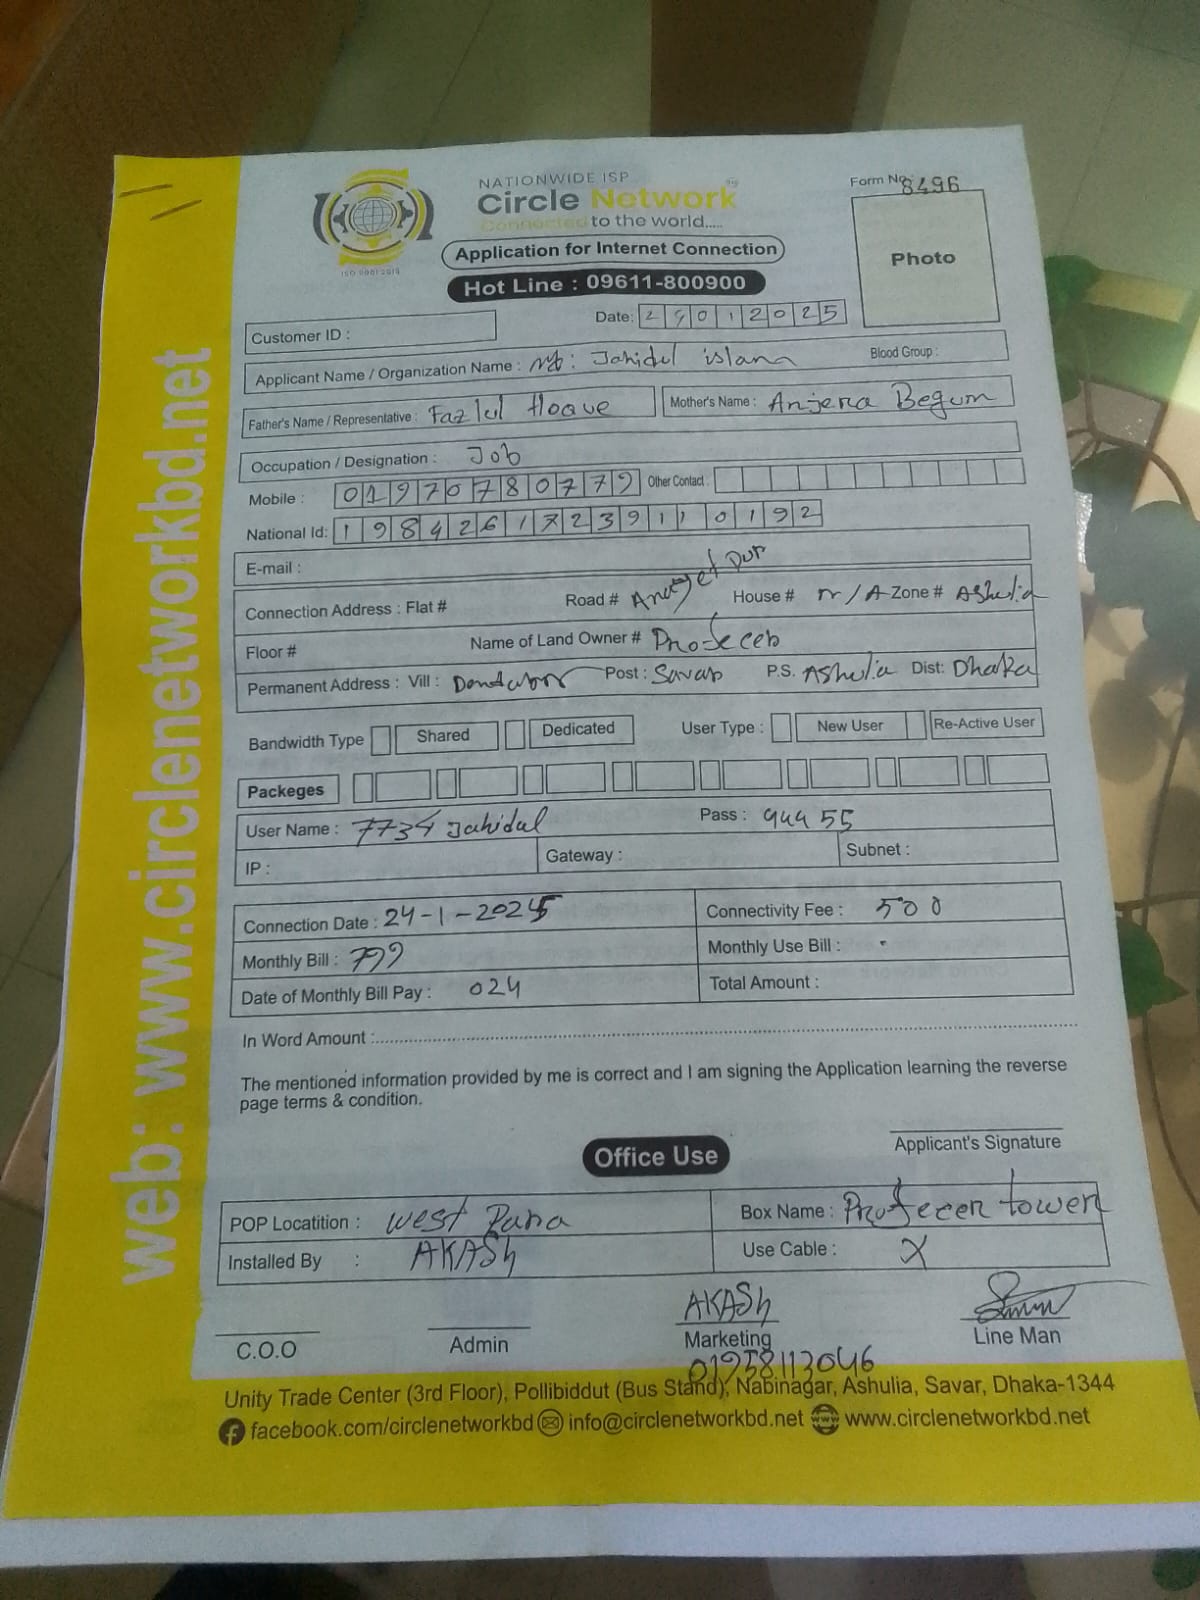 NATIONWIDE ISP
Circle Network
Connected to the world.....
ISO 9001:2015
Form No. 8496
Photo
Application for Internet Connection
Hot Line : 09611-800900
Customer ID :
Date: 24012025
Applicant Name / Organization Name : Md: Jahidul islam
Blood Group :
Father's Name / Representative : Fazlul Hoque
Mother's Name : Anjera Begum
Occupation / Designation : Job
Mobile : 01970780779 Other Contact :
National Id: 19842617239110192
E-mail :
Connection Address : Flat # Road # House # n/A Zone # Ashulia
Floor # Name of Land Owner #
Permanent Address : Vill : Post : Savar P.S. Ashulia Dist: Dhaka
Bandwidth Type Shared Dedicated User Type : New User Re-Active User
Packeges
User Name : 7734 Jahidul Pass : 44455
IP : Gateway : Subnet :
Connection Date : 24-1-2025 Connectivity Fee : 500
Monthly Bill : 799 Monthly Use Bill :
Date of Monthly Bill Pay : 024 Total Amount :
In Word Amount :
The mentioned information provided by me is correct and I am signing the Application learning the reverse
page terms & condition.
Applicant's Signature
Office Use
POP Locatition : West Para Box Name : Profecer tower
Installed By : AKASh Use Cable : X
AKASh
C.O.O Admin Marketing Line Man
01958113046
Unity Trade Center (3rd Floor), Pollibiddut (Bus Stand), Nabinagar, Ashulia, Savar, Dhaka-1344
facebook.com/circlenetworkbd info@circlenetworkbd.net www.circlenetworkbd.net
web: www.circlenetworkbd.net